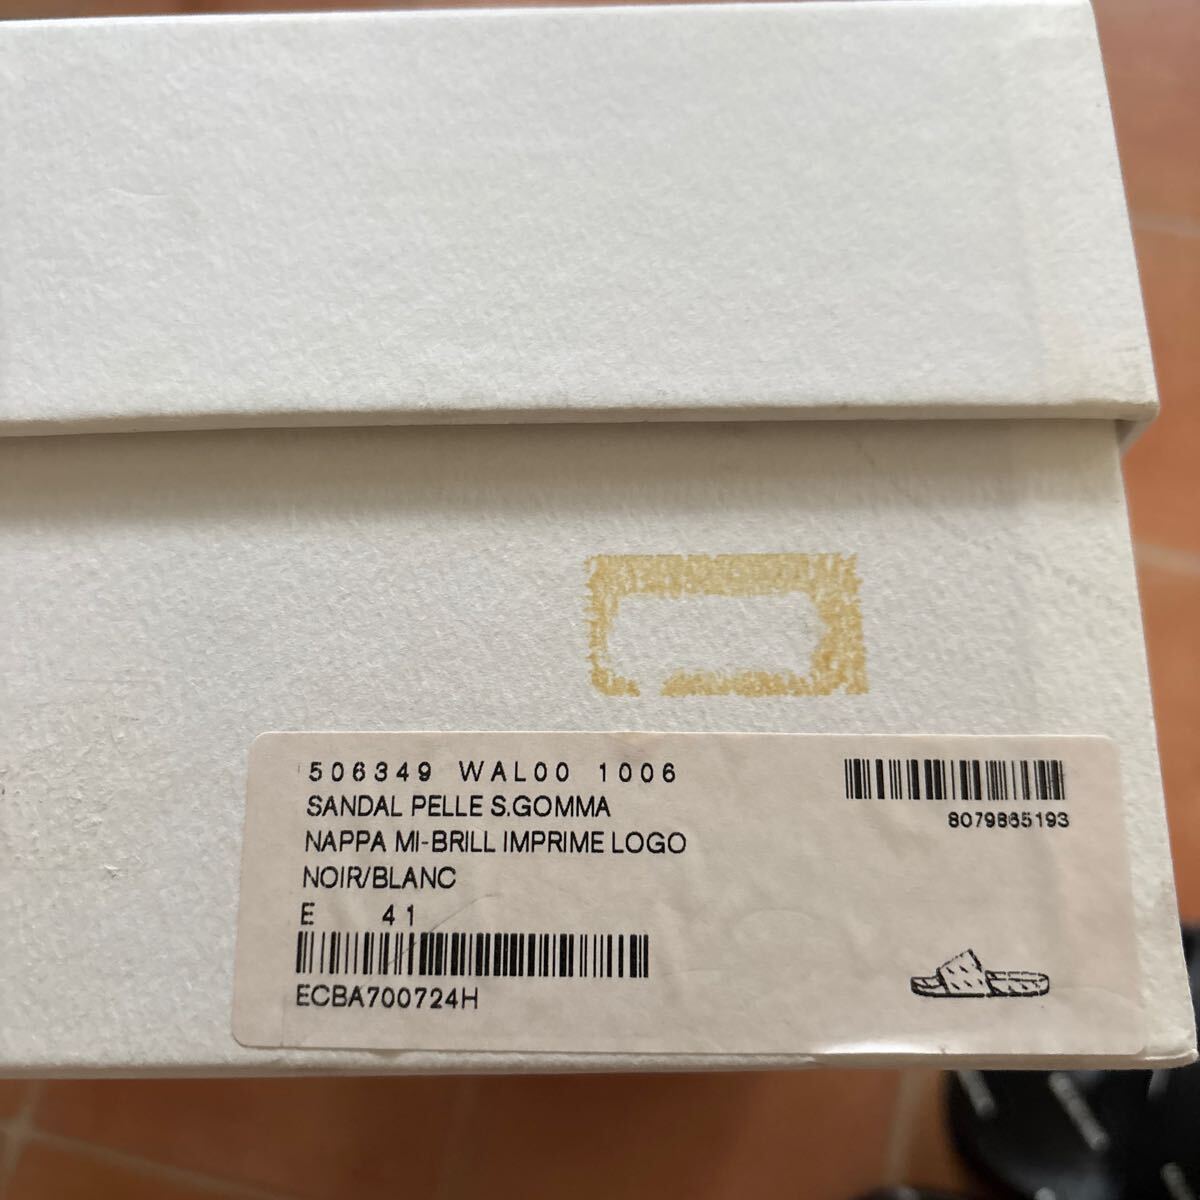 506349 WAL00 1006
SANDAL PELLE S.GOMMA
NAPPA MI-BRILL IMPRIME LOGO
NOIR/BLANC
E 41
ECBA700724H
8079865193